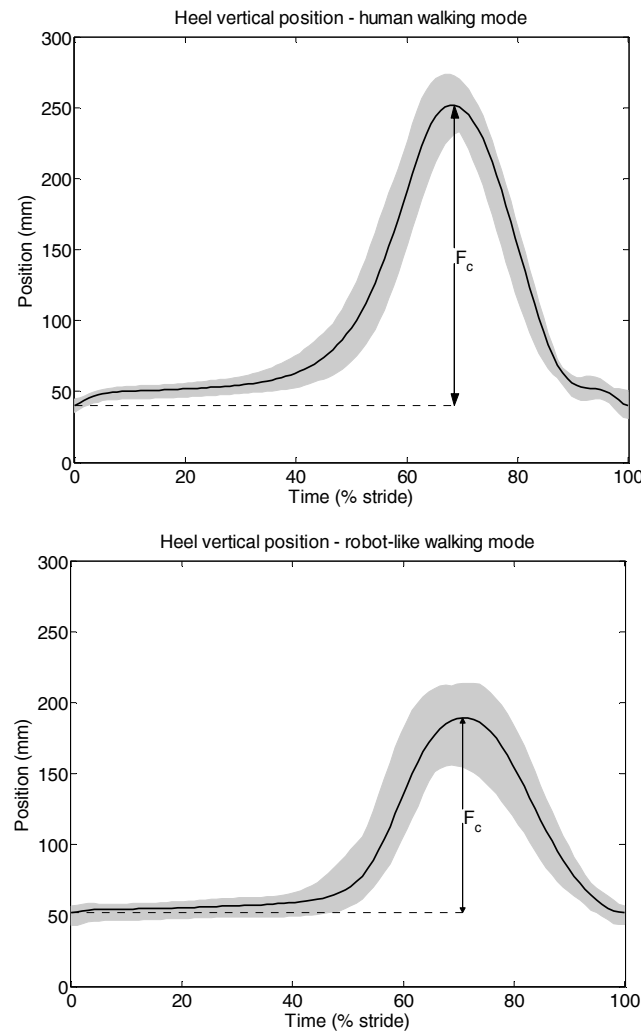 Heel vertical position - human walking mode
300
250
200
150
100
50
0
Position (mm)
F_c
0 20 40 60 80 100
Time (% stride)
Heel vertical position - robot-like walking mode
300
250
200
150
100
50
0
Position (mm)
F_c
0 20 40 60 80 100
Time (% stride)